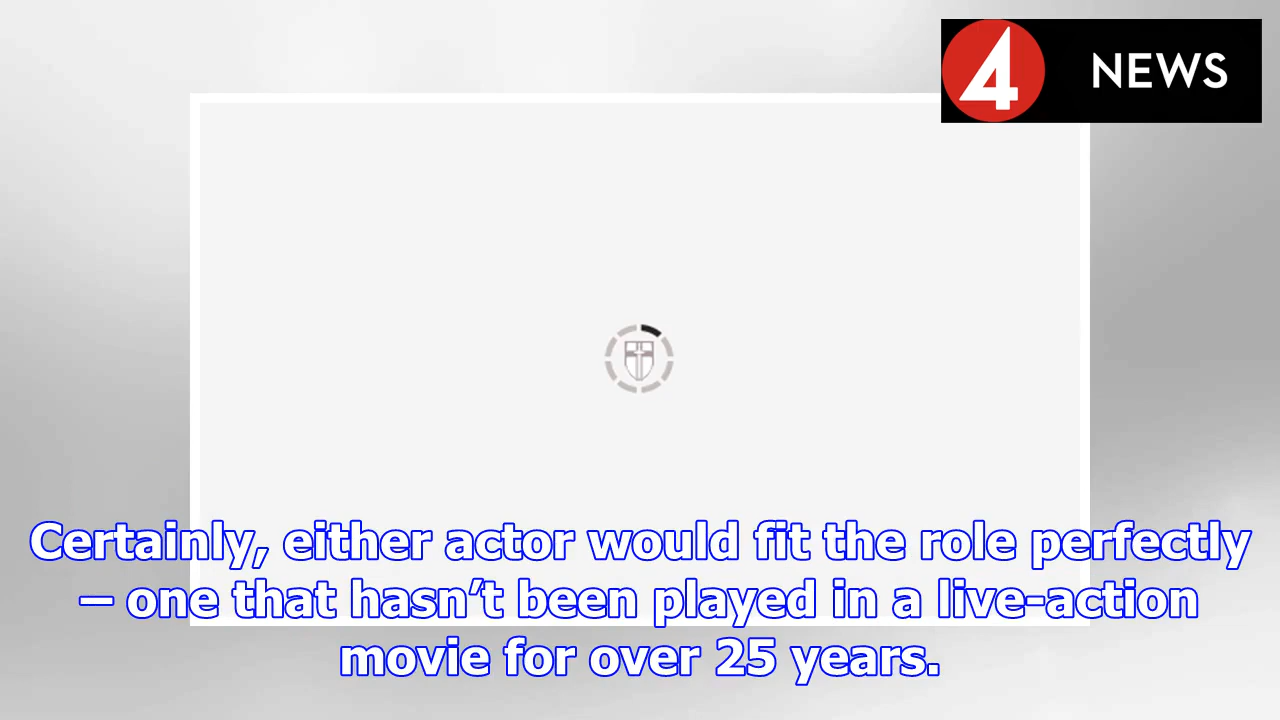 4 NEWS
Certainly, either actor would fit the role perfectly
– one that hasn’t been played in a live-action
movie for over 25 years.